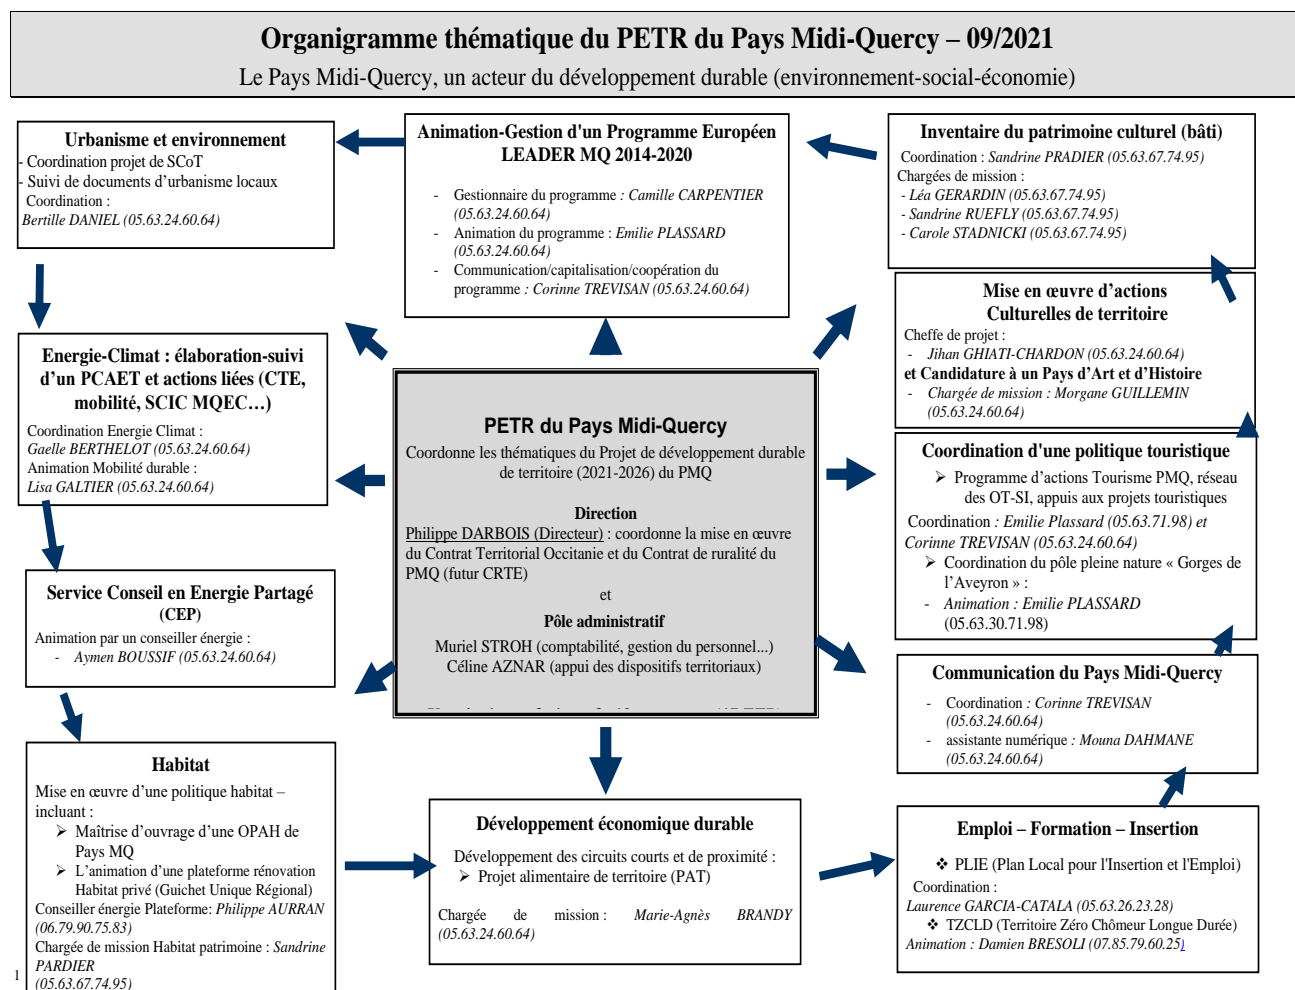 Organigramme thématique du PETR du Pays Midi-Quercy – 09/2021
Le Pays Midi-Quercy, un acteur du développement durable (environnement-social-économie)
Urbanisme et environnement
- Coordination projet de SCoT
- Suivi de documents d’urbanisme locaux
Coordination :
Bertille DANIEL (05.63.24.60.64)
Animation-Gestion d'un Programme Européen
LEADER MQ 2014-2020
- Gestionnaire du programme : Camille CARPENTIER
(05.63.24.60.64)
- Animation du programme : Emilie PLASSARD
(05.63.24.60.64)
- Communication/capitalisation/coopération du
programme : Corinne TREVISAN (05.63.24.60.64)
Inventaire du patrimoine culturel (bâti)
Coordination : Sandrine PRADIER (05.63.67.74.95)
Chargées de mission :
- Léa GERARDIN (05.63.67.74.95)
- Sandrine RUEFLY (05.63.67.74.95)
- Carole STADNICKI (05.63.67.74.95)
Mise en œuvre d’actions
Culturelles de territoire
Cheffe de projet :
- Jihan GHIATI-CHARDON (05.63.24.60.64)
et Candidature à un Pays d’Art et d’Histoire
- Chargée de mission : Morgane GUILLEMIN
(05.63.24.60.64)
Energie-Climat : élaboration-suivi
d’un PCAET et actions liées (CTE,
mobilité, SCIC MQEC…)
Coordination Energie Climat :
Gaelle BERTHELOT (05.63.24.60.64)
Animation Mobilité durable :
Lisa GALTIER (05.63.24.60.64)
PETR du Pays Midi-Quercy
Coordonne les thématiques du Projet de développement durable
de territoire (2021-2026) du PMQ
Direction
Philippe DARBOIS (Directeur) : coordonne la mise en œuvre
du Contrat Territorial Occitanie et du Contrat de ruralité du
PMQ (futur CRTE)
et
Pôle administratif
Muriel STROH (comptabilité, gestion du personnel...)
Céline AZNAR (appui des dispositifs territoriaux)
Coordination d'une politique touristique
➢ Programme d’actions Tourisme PMQ, réseau
des OT-SI, appuis aux projets touristiques
Coordination : Emilie Plassard (05.63.71.98) et
Corinne TREVISAN (05.63.24.60.64)
➢ Coordination du pôle pleine nature « Gorges de
l’Aveyron » :
- Animation : Emilie PLASSARD
(05.63.30.71.98)
Service Conseil en Energie Partagé
(CEP)
Animation par un conseiller énergie :
- Aymen BOUSSIF (05.63.24.60.64)
Communication du Pays Midi-Quercy
- Coordination : Corinne TREVISAN
(05.63.24.60.64)
- assistante numérique : Mouna DAHMANE
(05.63.24.60.64)
Habitat
Mise en œuvre d’une politique habitat –
incluant :
➢ Maîtrise d’ouvrage d’une OPAH de
Pays MQ
➢ L’animation d’une plateforme rénovation
Habitat privé (Guichet Unique Régional)
Conseiller énergie Plateforme: Philippe AURRAN
(06.79.90.75.83)
Chargée de mission Habitat patrimoine : Sandrine
PARDIER
(05.63.67.74.95)
Développement économique durable
Développement des circuits courts et de proximité :
➢ Projet alimentaire de territoire (PAT)
Chargée de mission : Marie-Agnès BRANDY
(05.63.24.60.64)
Emploi – Formation – Insertion
❖ PLIE (Plan Local pour l'Insertion et l'Emploi)
Coordination :
Laurence GARCIA-CATALA (05.63.26.23.28)
❖ TZCLD (Territoire Zéro Chômeur Longue Durée)
Animation : Damien BRESOLI (07.85.79.60.25)
1